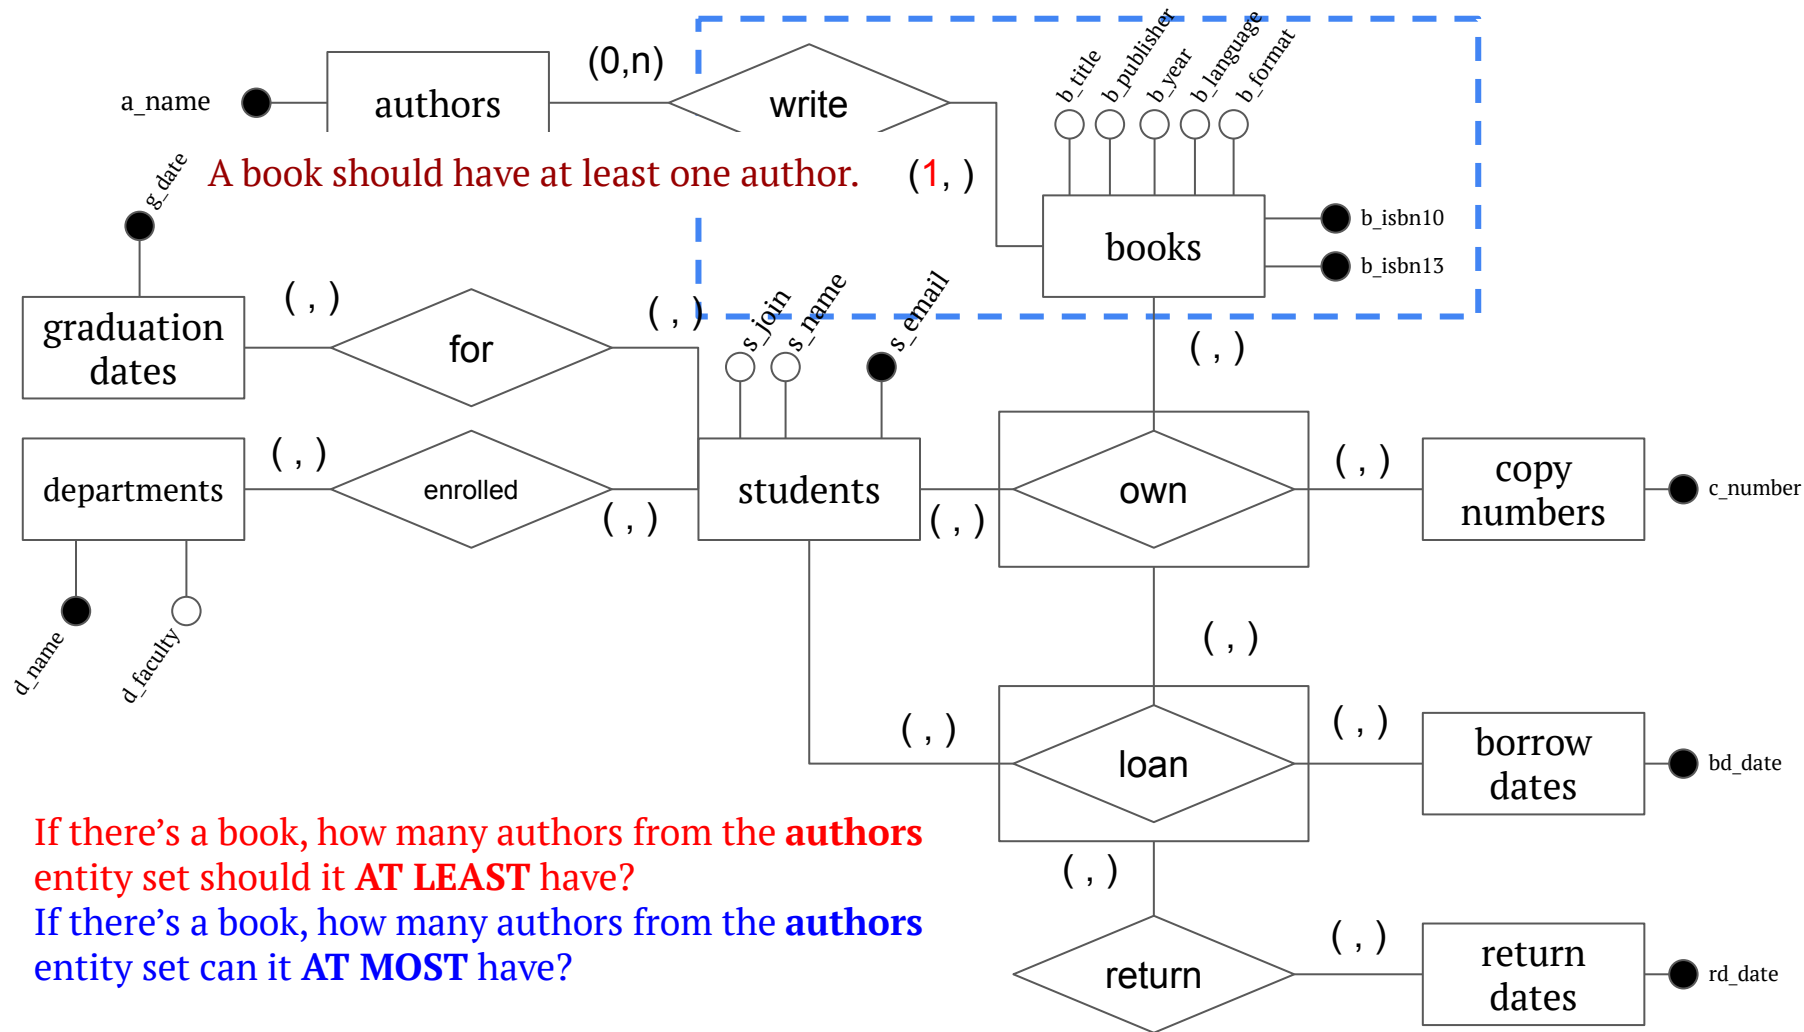 b_title
b_publisher
b_year
b_language
b_format
a_name
authors
(0,n)
write
g_date
A book should have at least one author.
(1, )
books
b_isbn10
b_isbn13
graduation
dates
( , )
for
( , )
s_join
s_name
s_email
( , )
departments
( , )
enrolled
( , )
students
( , )
own
( , )
copy
numbers
c_number
d_name
d_faculty
( , )
( , )
loan
( , )
borrow
dates
bd_date
If there’s a book, how many authors from the authors
entity set should it AT LEAST have?
If there’s a book, how many authors from the authors
entity set can it AT MOST have?
( , )
return
( , )
return
dates
rd_date